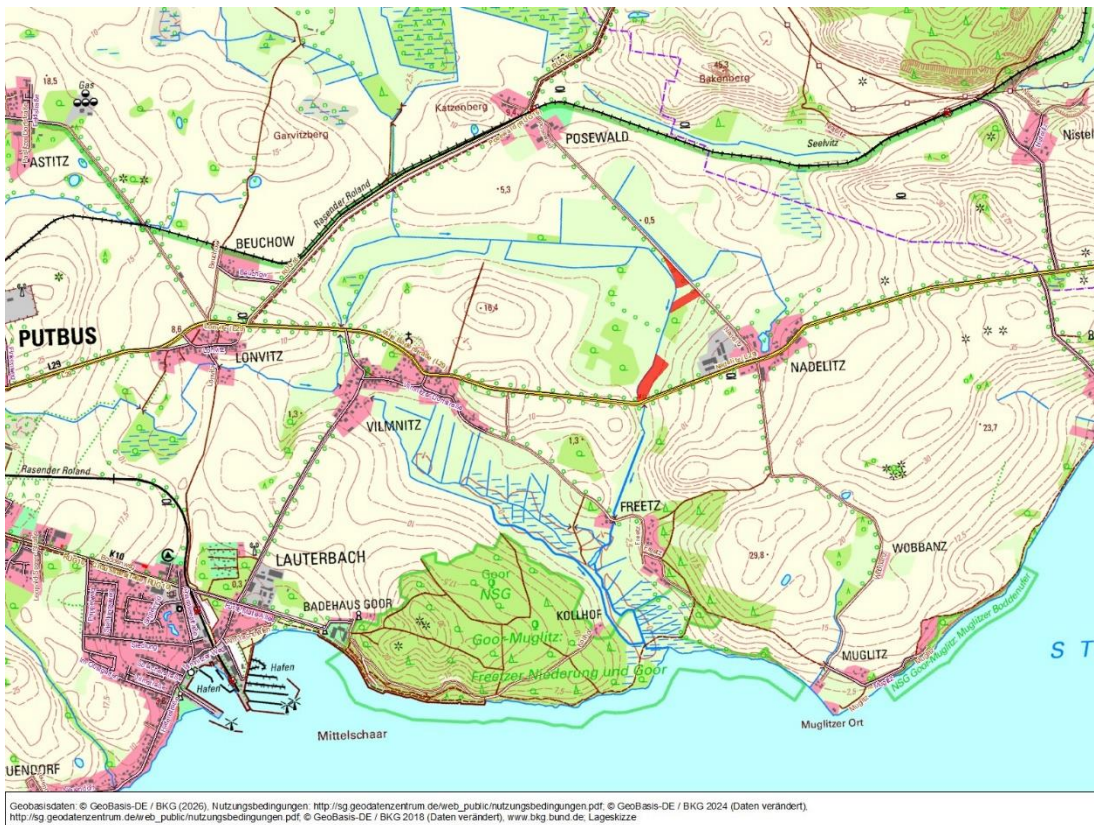 18,5
Gas
ASTITZ
Katzenberg
Garvitzberg
POSEWALD
45,3
Bakenberg
Seelvitz
Nistel
Rasender Roland
BEUCHOW
5,3
0,5
PUTBUS
L29
8,6
LONVITZ
18,4
NADELITZ
VILMNITZ
1,3
1,3
23,7
Rasender Roland
FREETZ
K10
LAUTERBACH
0,3
BADEHAUS GOOR
Goor
NSG
Goor-Muglitz:
Freetzer Niederung und Goor
KOLLHOF
29,8
WOBBANZ
MUGLITZ
NSG Goor-Muglitz: Muglitzer Boddenufer
S T
Hafen
Hafen
Mittelschaar
Muglitzer Ort
UENDORF
Geobasisdaten: © GeoBasis-DE / BKG (2026), Nutzungsbedingungen: http://sg.geodatenzentrum.de/web_public/nutzungsbedingungen.pdf; © GeoBasis-DE / BKG 2024 (Daten verändert),
http://sg.geodatenzentrum.de/web_public/nutzungsbedingungen.pdf; © GeoBasis-DE / BKG 2018 (Daten verändert), www.bkg.bund.de; Lageskizze